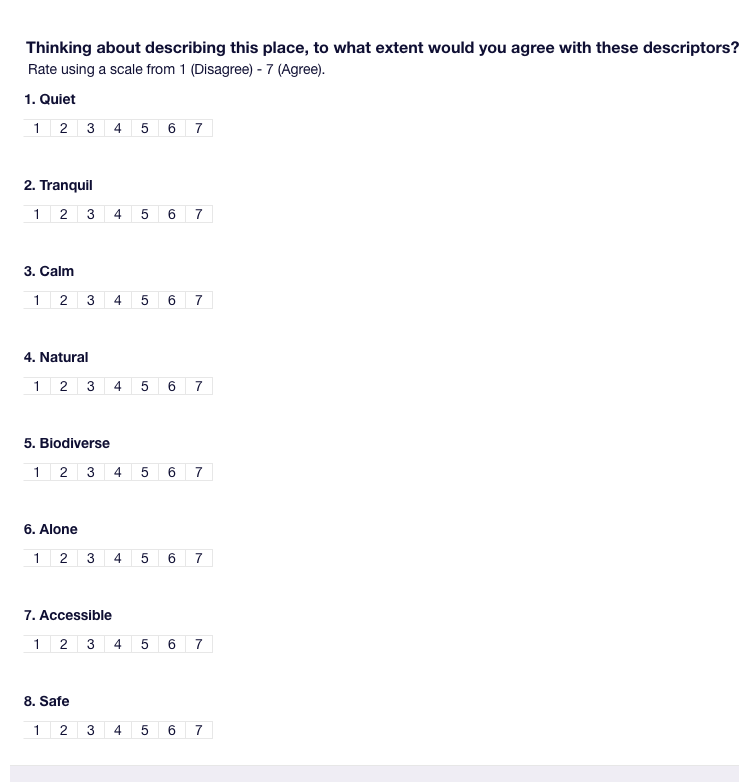 Thinking about describing this place, to what extent would you agree with these descriptors?
Rate using a scale from 1 (Disagree) - 7 (Agree).
1. Quiet
1 2 3 4 5 6 7
2. Tranquil
1 2 3 4 5 6 7
3. Calm
1 2 3 4 5 6 7
4. Natural
1 2 3 4 5 6 7
5. Biodiverse
1 2 3 4 5 6 7
6. Alone
1 2 3 4 5 6 7
7. Accessible
1 2 3 4 5 6 7
8. Safe
1 2 3 4 5 6 7